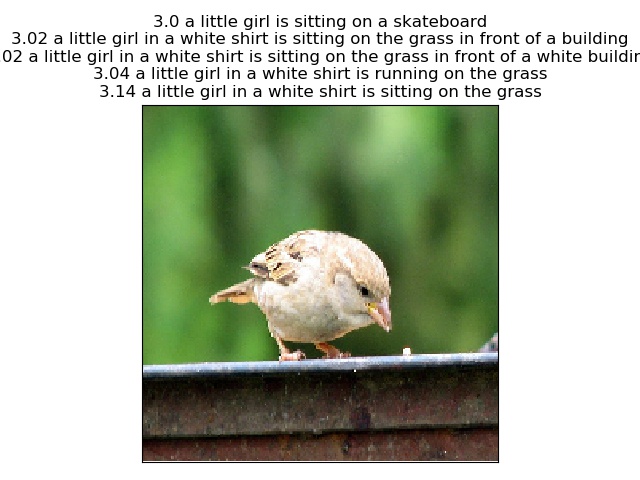 3.0 a little girl is sitting on a skateboard
3.02 a little girl in a white shirt is sitting on the grass in front of a building
02 a little girl in a white shirt is sitting on the grass in front of a white
3.04 a little girl in a white shirt is running on the grass
3.14 a little girl in a white shirt is sitting on the grass